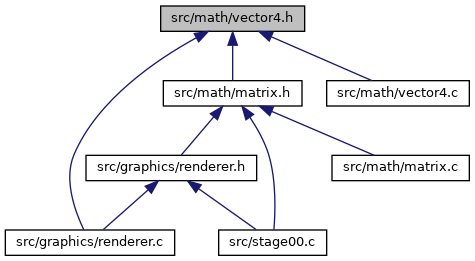 src/math/vector4.h
src/math/matrix.h
src/math/vector4.c
src/graphics/renderer.h
src/math/matrix.c
src/graphics/renderer.c
src/stage00.c